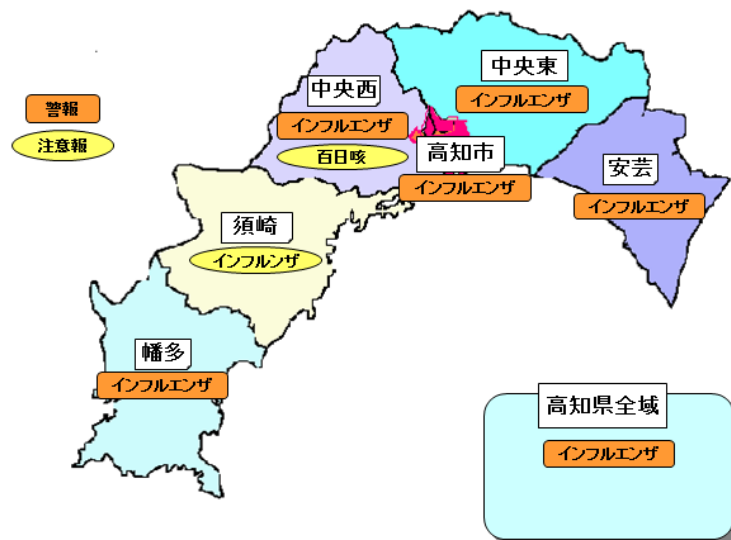 警報
注意報
中央西
インフルエンザ
百日咳
中央東
インフルエンザ
高知市
インフルエンザ
安芸
インフルエンザ
須崎
インフルンザ
幡多
インフルエンザ
高知県全域
インフルエンザ